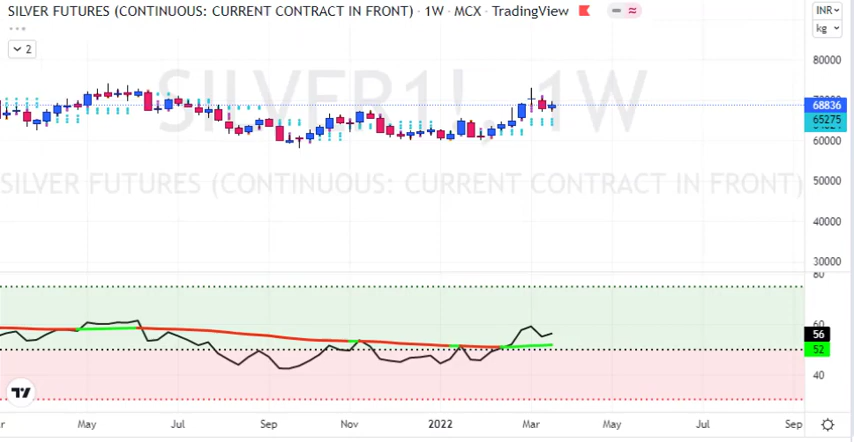 SILVER FUTURES (CONTINUOUS: CURRENT CONTRACT IN FRONT) · 1W · MCX · TradingView
INR
kg
2
80000
SILVER1!, 1W
68836
65275
60000
SILVER FUTURES (CONTINUOUS: CURRENT CONTRACT IN FRONT)
50000
40000
30000
80
60
56
52
40
May
Jul
Sep
Nov
2022
Mar
May
Jul
Sep